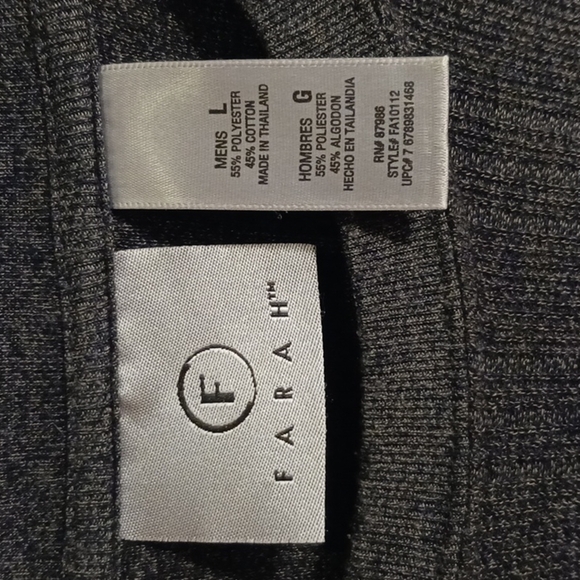 MENS L
55% POLYESTER
45% COTTON
MADE IN THAILAND
HOMBRES G
55% POLIESTER
45% ALGODON
HECHO EN TAILANDIA
RN# 87986
STYLE# FA10112
UPC# 7 6789831468
F
FARAH™